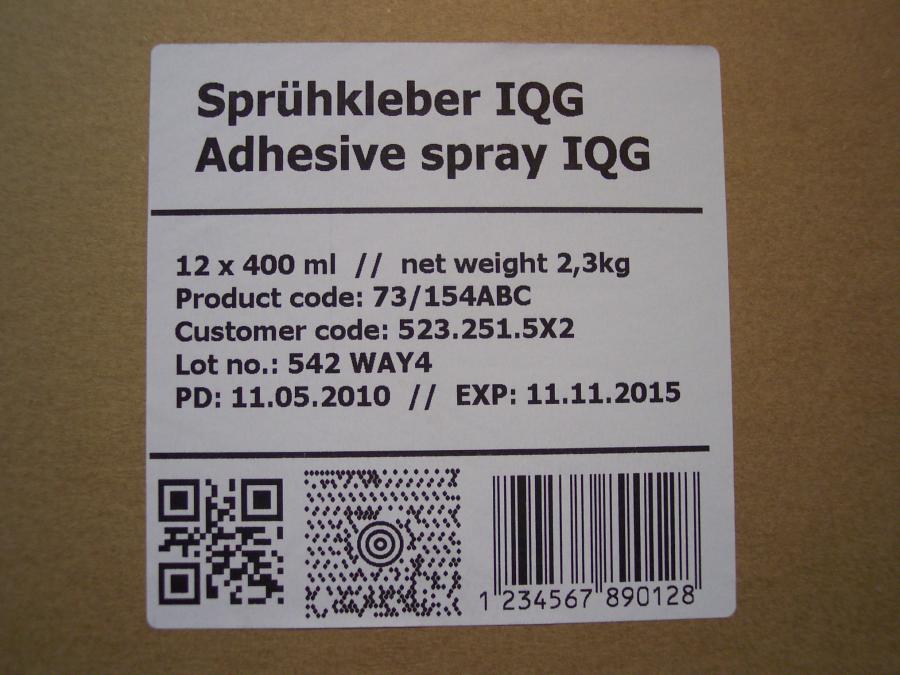 Sprühkleber IQG
Adhesive spray IQG
12 x 400 ml // net weight 2,3kg
Product code: 73/154ABC
Customer code: 523.251.5X2
Lot no.: 542 WAY4
PD: 11.05.2010 // EXP: 11.11.2015
1 234567 890128